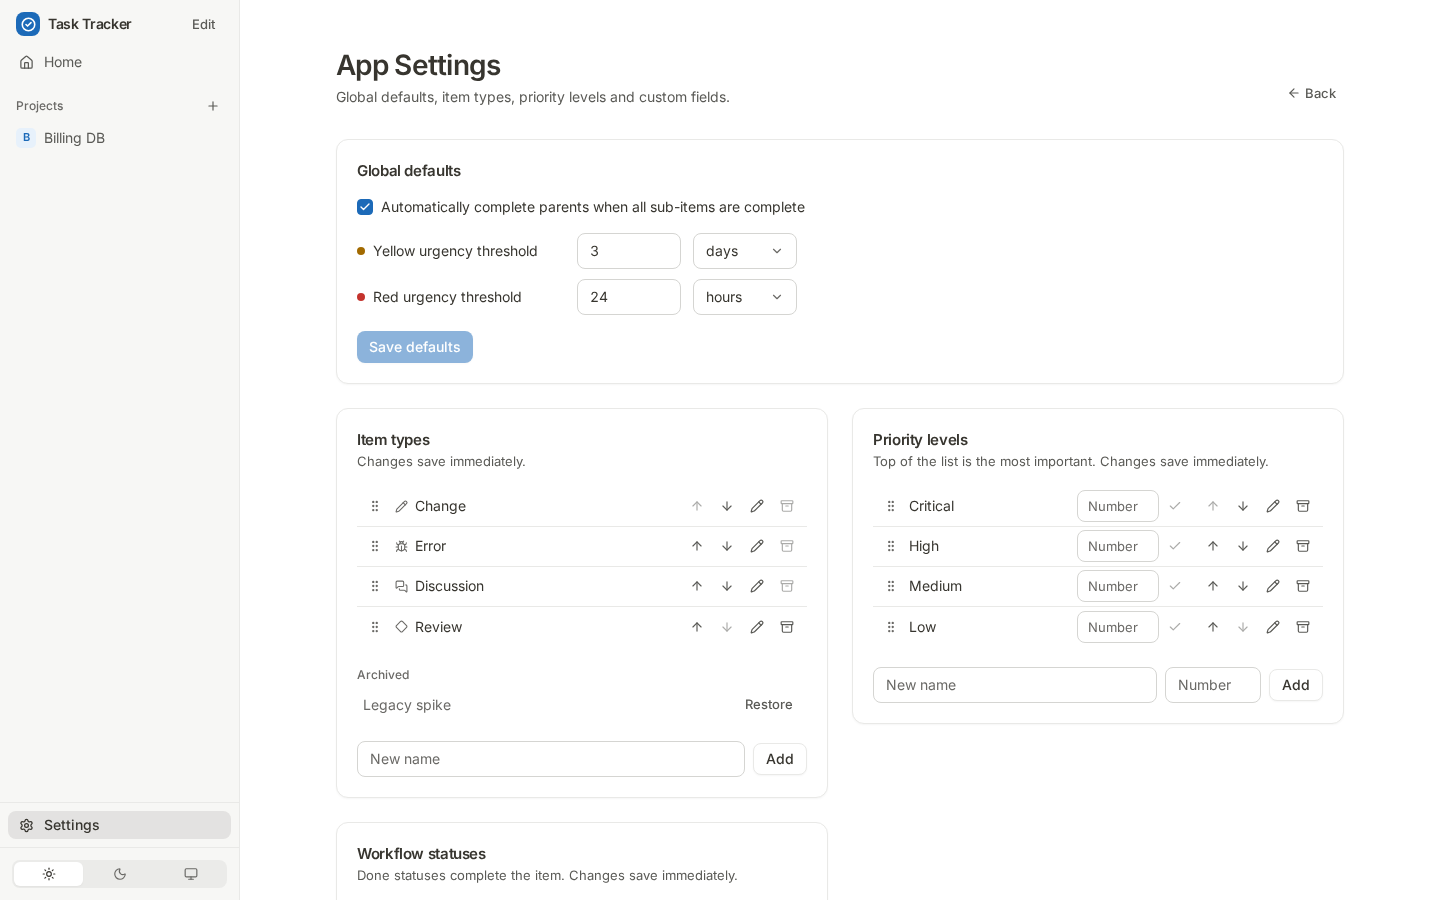 Task Tracker
Edit
Home
Projects
B
Billing DB
Settings
App Settings
Global defaults, item types, priority levels and custom fields.
Back
Global defaults
Automatically complete parents when all sub-items are complete
Yellow urgency threshold
3
days
Red urgency threshold
24
hours
Save defaults
Item types
Changes save immediately.
Change
Error
Discussion
Review
Archived
Legacy spike
Restore
New name
Add
Priority levels
Top of the list is the most important. Changes save immediately.
Critical
Number
High
Number
Medium
Number
Low
Number
New name
Number
Add
Workflow statuses
Done statuses complete the item. Changes save immediately.